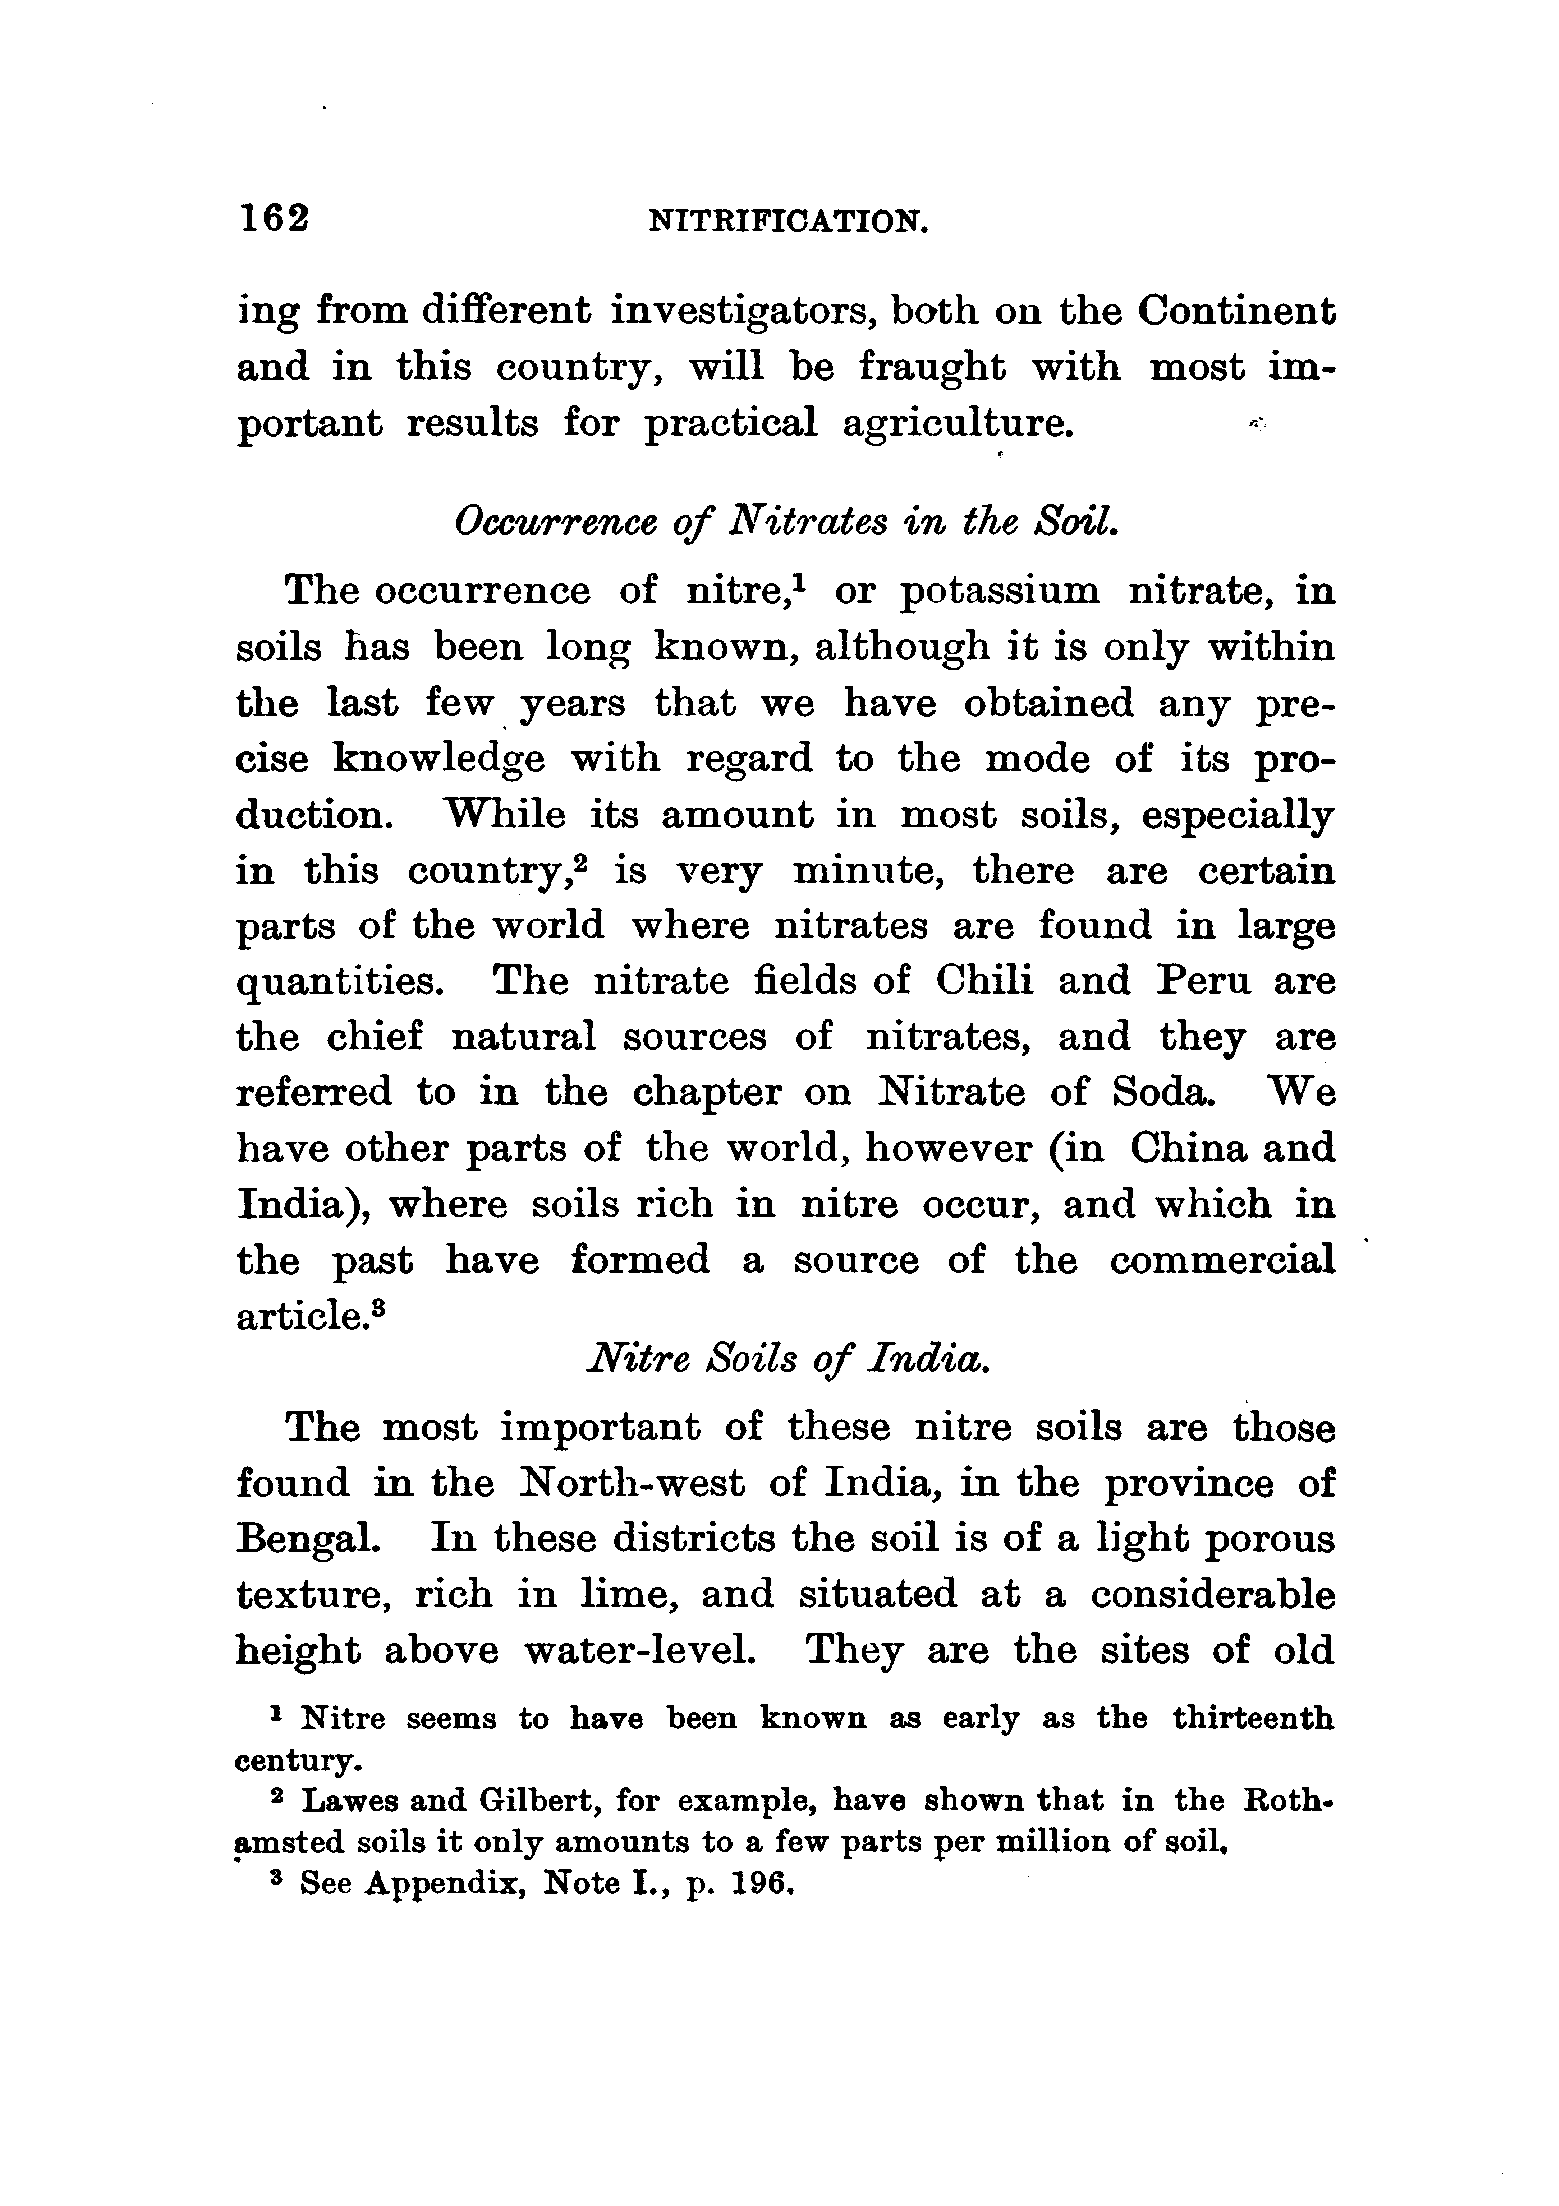 162 NITRIFICATION.
ing from different investigators, both on the Continent
and in this country, will be fraught with most im-
portant results for practical agriculture.
Occurrence of Nitrates in the Soil.
The occurrence of nitre,¹ or potassium nitrate, in
soils has been long known, although it is only within
the last few years that we have obtained any pre-
cise knowledge with regard to the mode of its pro-
duction. While its amount in most soils, especially
in this country,² is very minute, there are certain
parts of the world where nitrates are found in large
quantities. The nitrate fields of Chili and Peru are
the chief natural sources of nitrates, and they are
referred to in the chapter on Nitrate of Soda. We
have other parts of the world, however (in China and
India), where soils rich in nitre occur, and which in
the past have formed a source of the commercial
article.³
Nitre Soils of India.
The most important of these nitre soils are those
found in the North-west of India, in the province of
Bengal. In these districts the soil is of a light porous
texture, rich in lime, and situated at a considerable
height above water-level. They are the sites of old
¹ Nitre seems to have been known as early as the thirteenth
century.
² Lawes and Gilbert, for example, have shown that in the Roth-
amsted soils it only amounts to a few parts per million of soil.
³ See Appendix, Note I., p. 196.